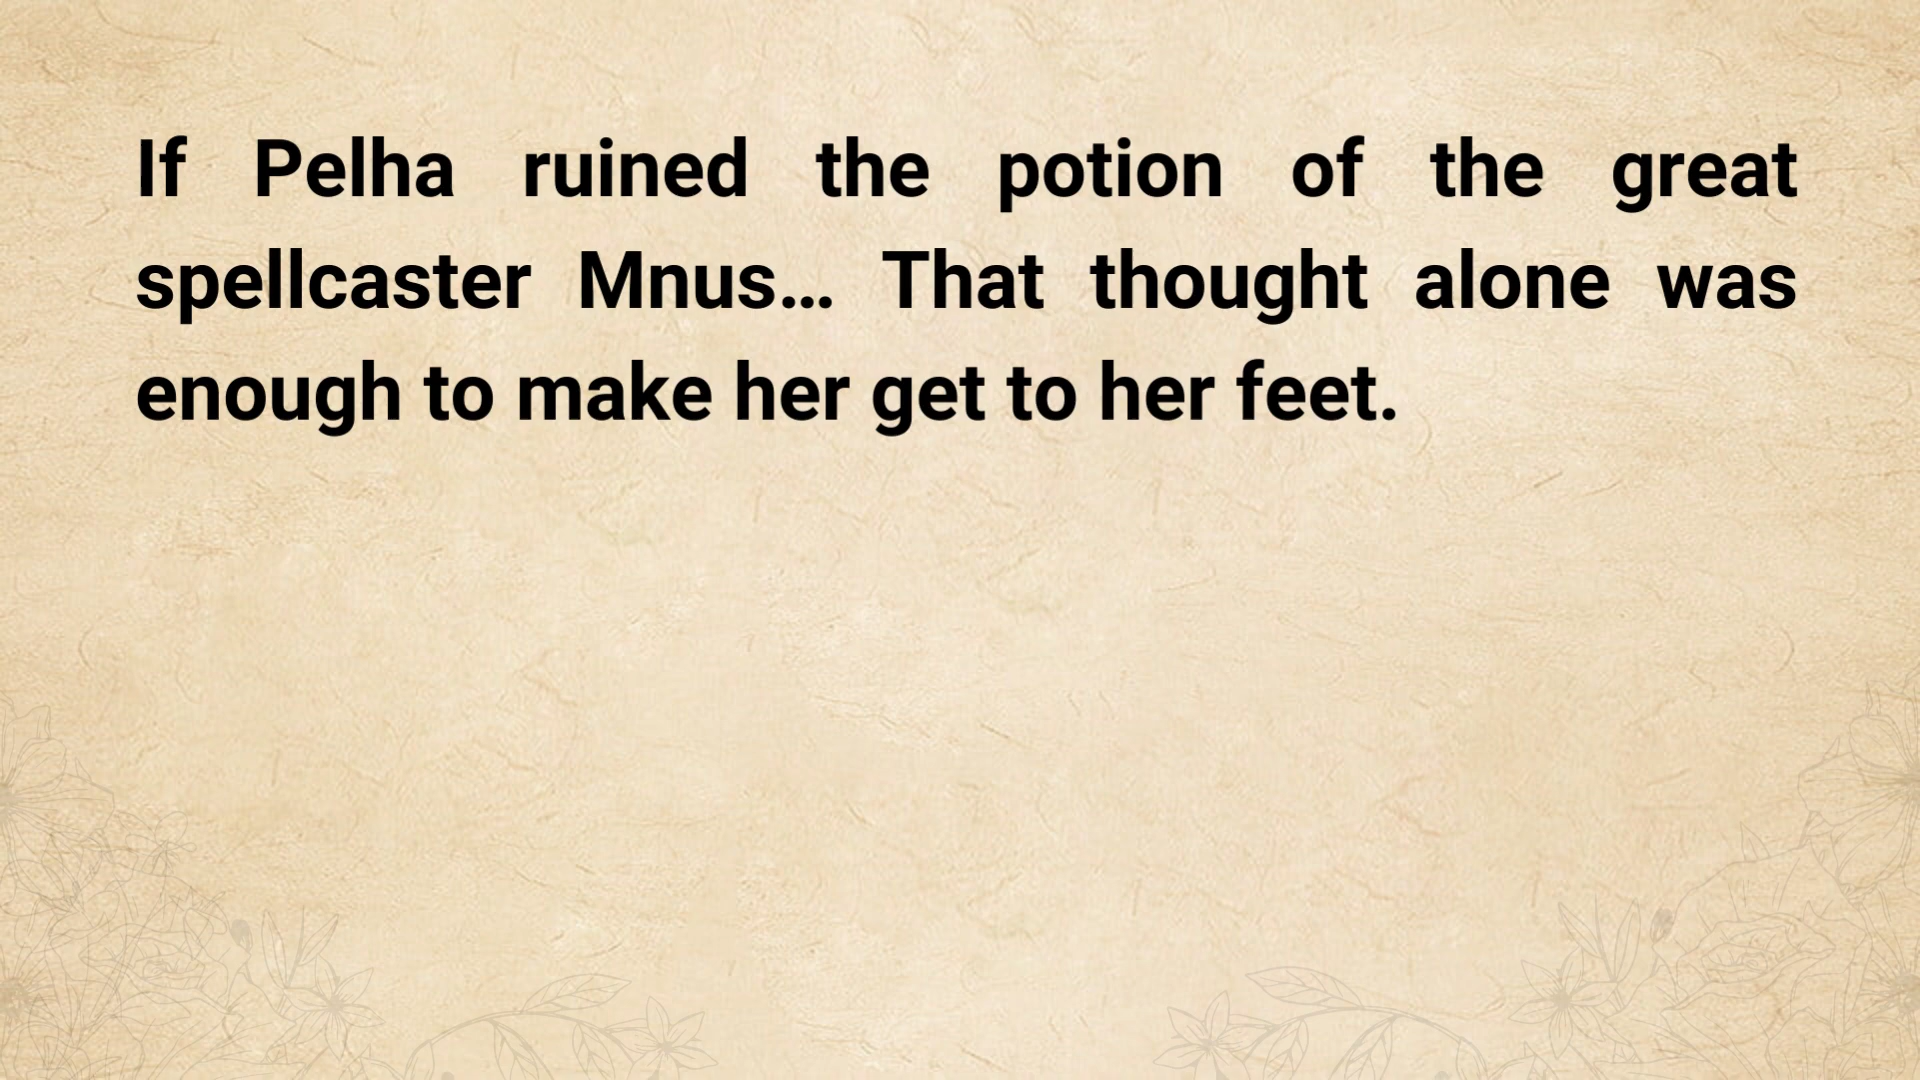 If Pelha ruined the potion of the great
spellcaster Mnus… That thought alone was
enough to make her get to her feet.